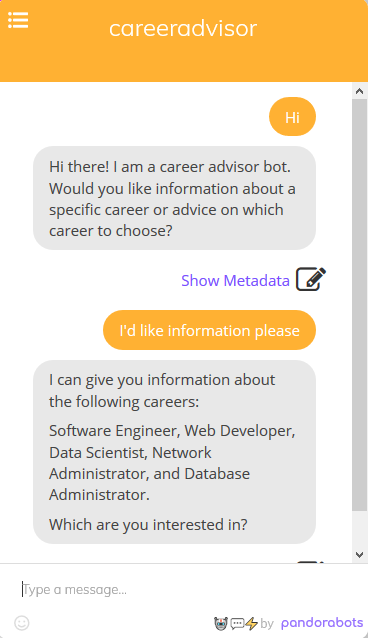 careeradvisor
Hi
Hi there! I am a career advisor bot.
Would you like information about a
specific career or advice on which
career to choose?
Show Metadata
I'd like information please
I can give you information about
the following careers:
Software Engineer, Web Developer,
Data Scientist, Network
Administrator, and Database
Administrator.
Which are you interested in?
Type a message...
by pandorabots